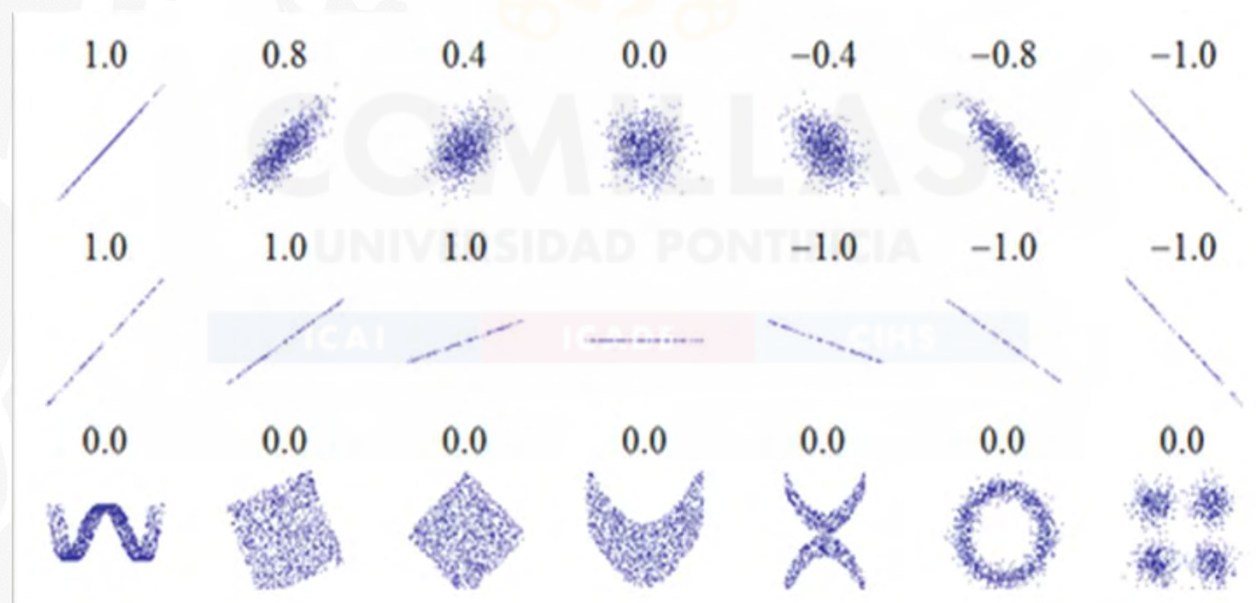 1.0 0.8 0.4 0.0 −0.4 −0.8 −1.0
COMILLAS
UNIVERSIDAD PONTIFICIA
1.0 1.0 1.0 −1.0 −1.0 −1.0
ICAI ICADE CIHS
0.0 0.0 0.0 0.0 0.0 0.0 0.0